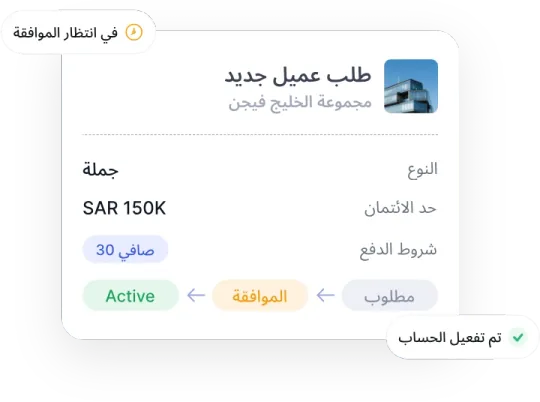 في انتظار الموافقة
طلب عميل جديد
مجموعة الخليج فيجن
النوع جملة
حد الائتمان SAR 150K
شروط الدفع صافي 30
مطلوب ← الموافقة ← Active
تم تفعيل الحساب